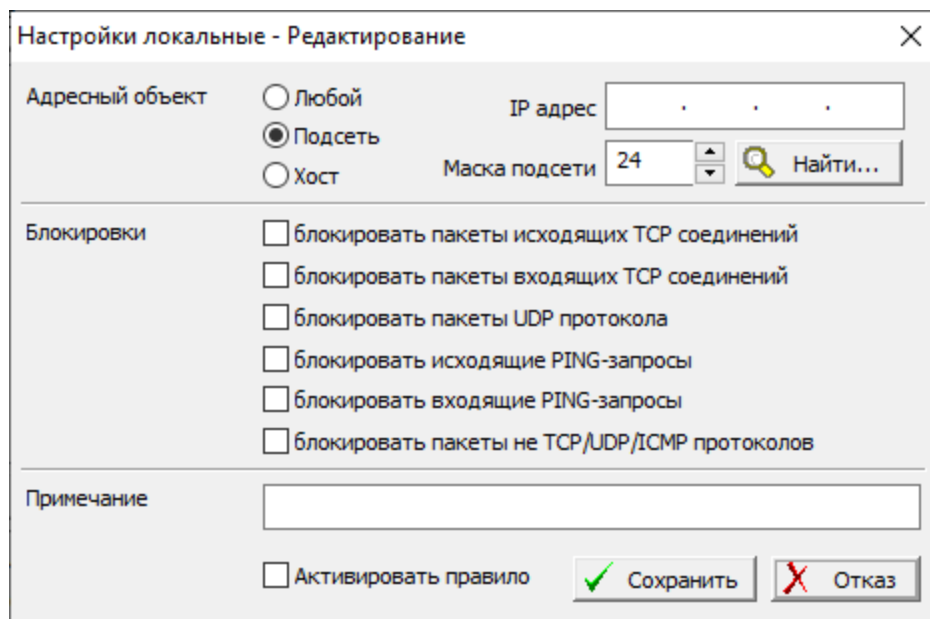 Настройки локальные - Редактирование
Адресный объект
Любой
IP адрес . . .
Подсеть
Маска подсети 24 Найти...
Хост
Блокировки
блокировать пакеты исходящих TCP соединений
блокировать пакеты входящих TCP соединений
блокировать пакеты UDP протокола
блокировать исходящие PING-запросы
блокировать входящие PING-запросы
блокировать пакеты не TCP/UDP/ICMP протоколов
Примечание
Активировать правило Сохранить Отказ